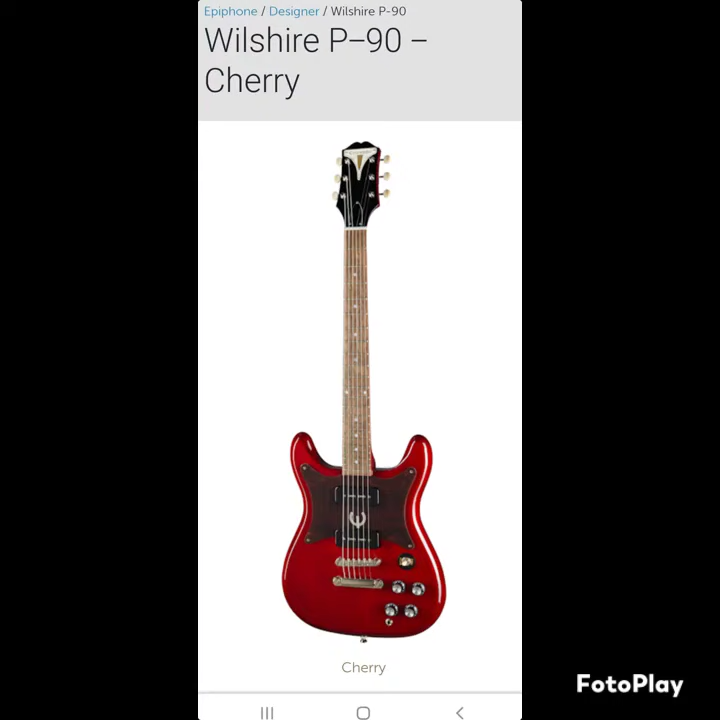 Epiphone / Designer / Wilshire P-90
Wilshire P–90 –
Cherry
Cherry
FotoPlay